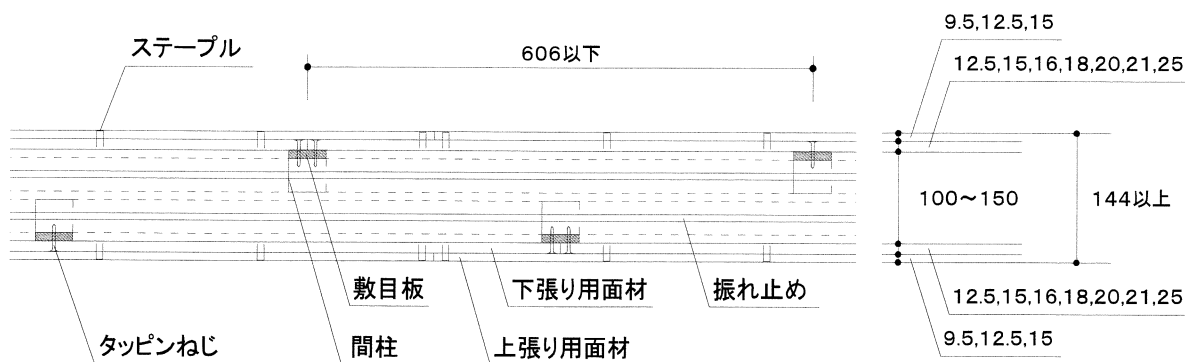 ステープル
606以下
9.5,12.5,15
12.5,15,16,18,20,21,25
100〜150
144以上
敷目板
下張り用面材
振れ止め
12.5,15,16,18,20,21,25
タッピンねじ
間柱
上張り用面材
9.5,12.5,15